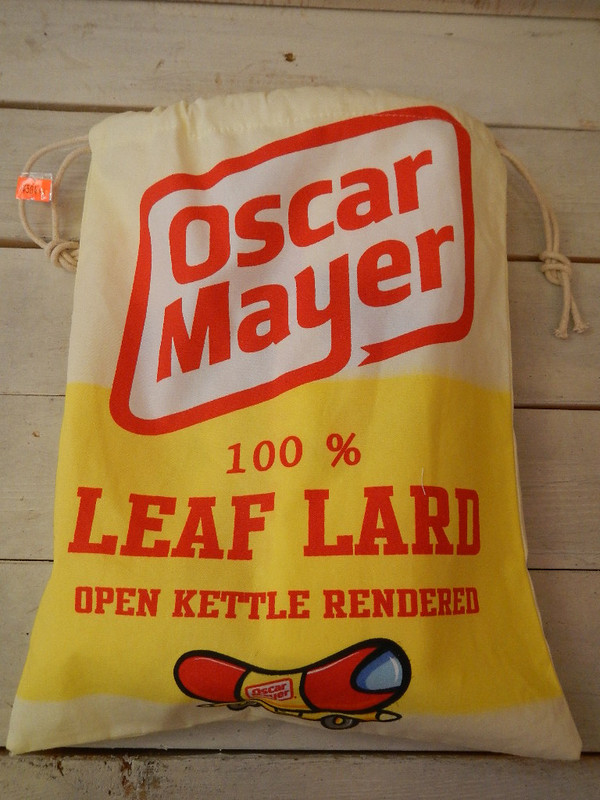 Oscar
Mayer
100 %
LEAF LARD
OPEN KETTLE RENDERED
Oscar
Mayer